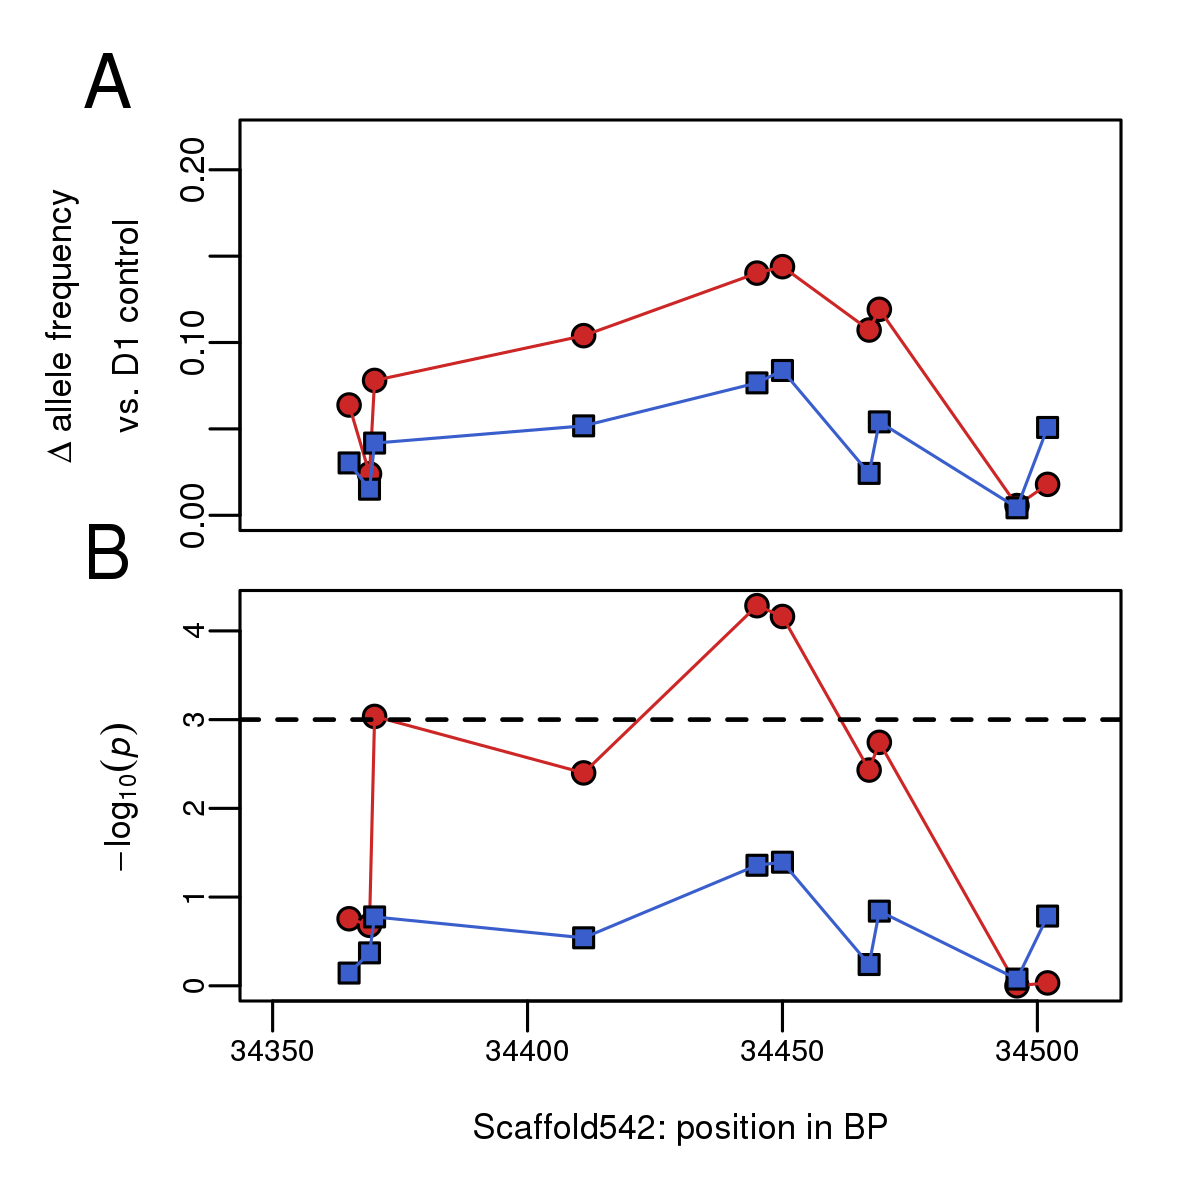 A
Δ allele frequency
vs. D1 control
0.20
0.10
0.00
B
−log10(p)
4
3
2
1
0
34350 34400 34450 34500
Scaffold542: position in BP